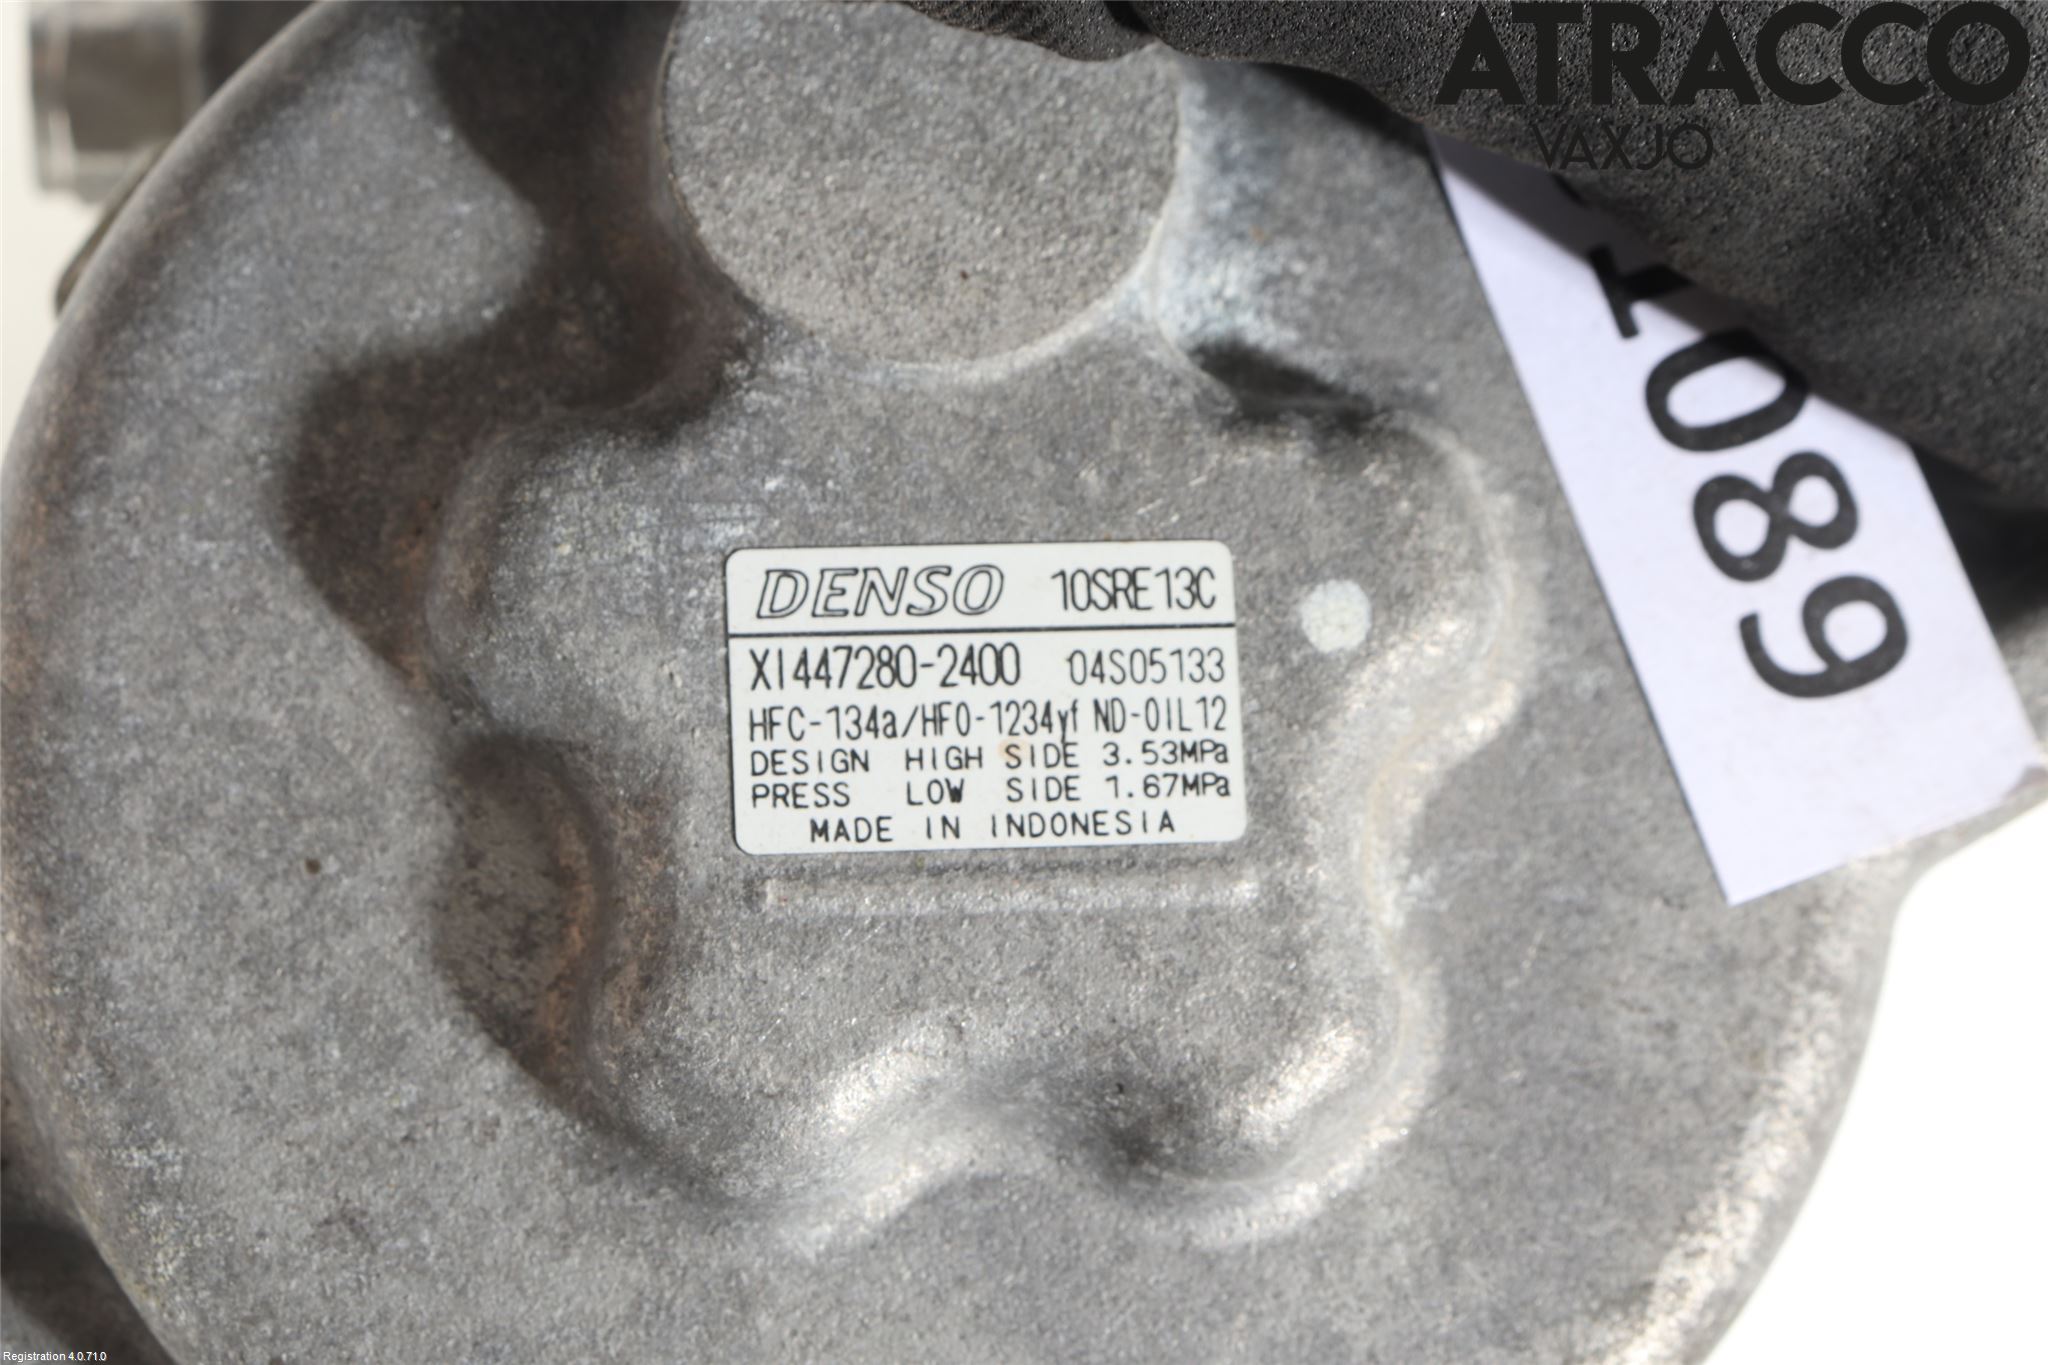 ATRACCO
VAXJO
1089
DENSO 10SRE13C
XI447280-2400 04S05133
HFC-134a/HFO-1234yf ND-OIL12
DESIGN HIGH SIDE 3.53MPa
PRESS LOW SIDE 1.67MPa
MADE IN INDONESIA
Registration 4.0.71.0